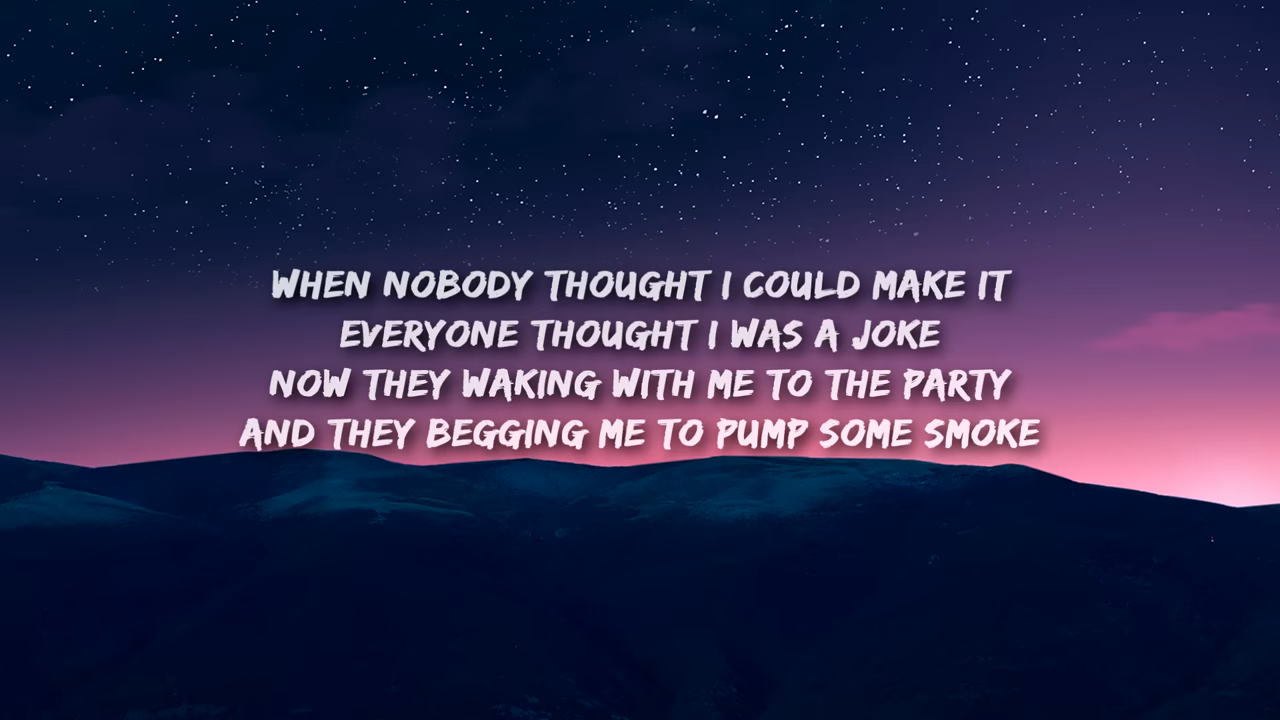 WHEN NOBODY THOUGHT I COULD MAKE IT
EVERYONE THOUGHT I WAS A JOKE
NOW THEY WAKING WITH ME TO THE PARTY
AND THEY BEGGING ME TO PUMP SOME SMOKE